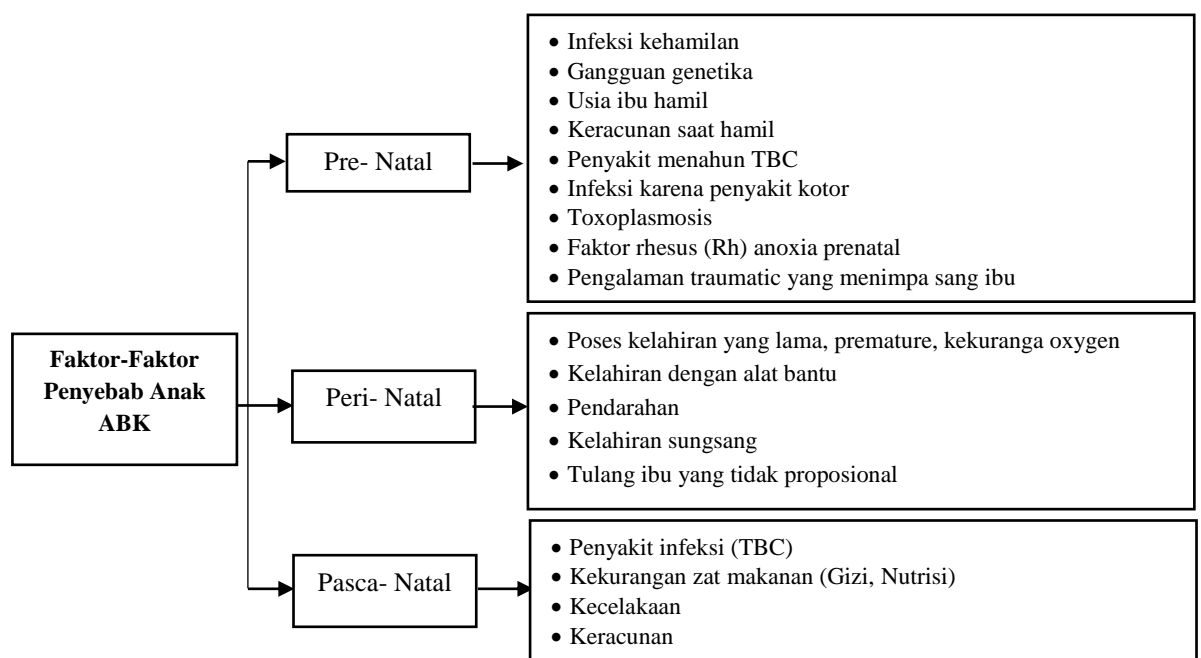 Faktor-Faktor
Penyebab Anak
ABK
Pre- Natal
• Infeksi kehamilan
• Gangguan genetika
• Usia ibu hamil
• Keracunan saat hamil
• Penyakit menahun TBC
• Infeksi karena penyakit kotor
• Toxoplasmosis
• Faktor rhesus (Rh) anoxia prenatal
• Pengalaman traumatic yang menimpa sang ibu
Peri- Natal
• Poses kelahiran yang lama, premature, kekuranga oxygen
• Kelahiran dengan alat bantu
• Pendarahan
• Kelahiran sungsang
• Tulang ibu yang tidak proposional
Pasca- Natal
• Penyakit infeksi (TBC)
• Kekurangan zat makanan (Gizi, Nutrisi)
• Kecelakaan
• Keracunan